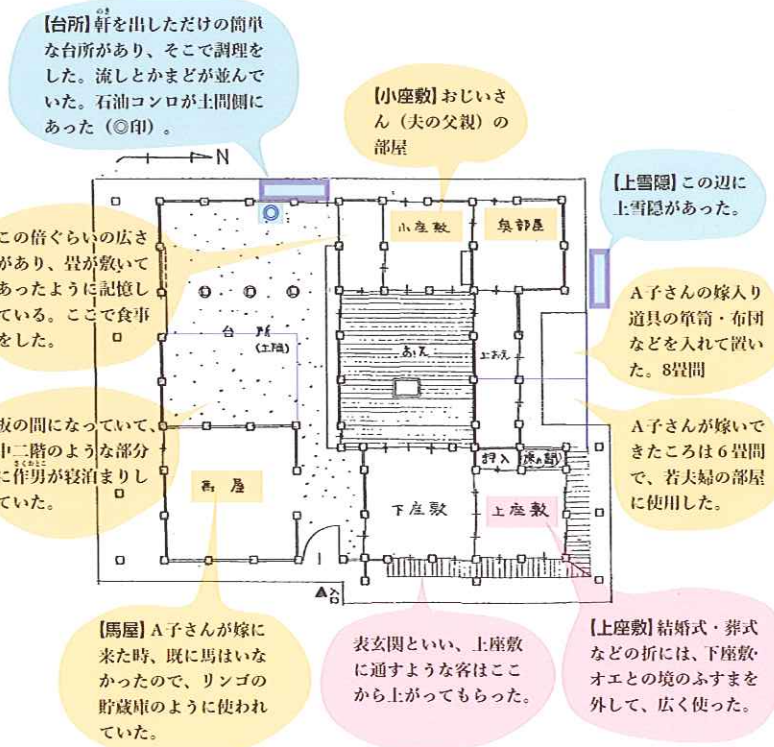 【台所】軒を出しただけの簡単
のき
な台所があり、そこで調理を
した。流しとかまどが並んで
いた。石油コンロが土間側に
あった（◎印）。
【小座敷】おじいさ
ん（夫の父親）の
部屋
N
【上雪隠】この辺に
上雪隠があった。
この倍ぐらいの広さ
があり、畳が敷いて
あったように記憶し
ている。ここで食事
をした。
小座敷
奥部屋
台所
(土間)
おえ
上おえ
A子さんの嫁入り
道具の箪笥・布団
などを入れて置い
た。8畳間
板の間になっていて、
中二階のような部分
に作男が寝泊まりし
さくおとこ
ていた。
A子さんが嫁いで
きたころは6畳間
で、若夫婦の部屋
に使用した。
押入
床の間
馬屋
下座敷
上座敷
入口
【馬屋】A子さんが嫁に
来た時、既に馬はいな
かったので、リンゴの
貯蔵庫のように使われ
ていた。
表玄関といい、上座敷
に通すような客はここ
から上がってもらった。
【上座敷】結婚式・葬式
などの折には、下座敷・
オエとの境のふすまを
外して、広く使った。